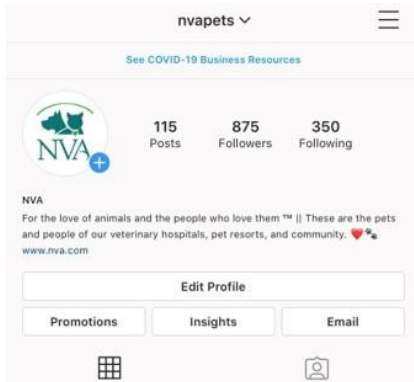 nvapets
See COVID-19 Business Resources
NVA
115 875 350
Posts Followers Following
NVA
For the love of animals and the people who love them ™ || These are the pets
and people of our veterinary hospitals, pet resorts, and community. ❤️🐾
www.nva.com
Edit Profile
Promotions Insights Email